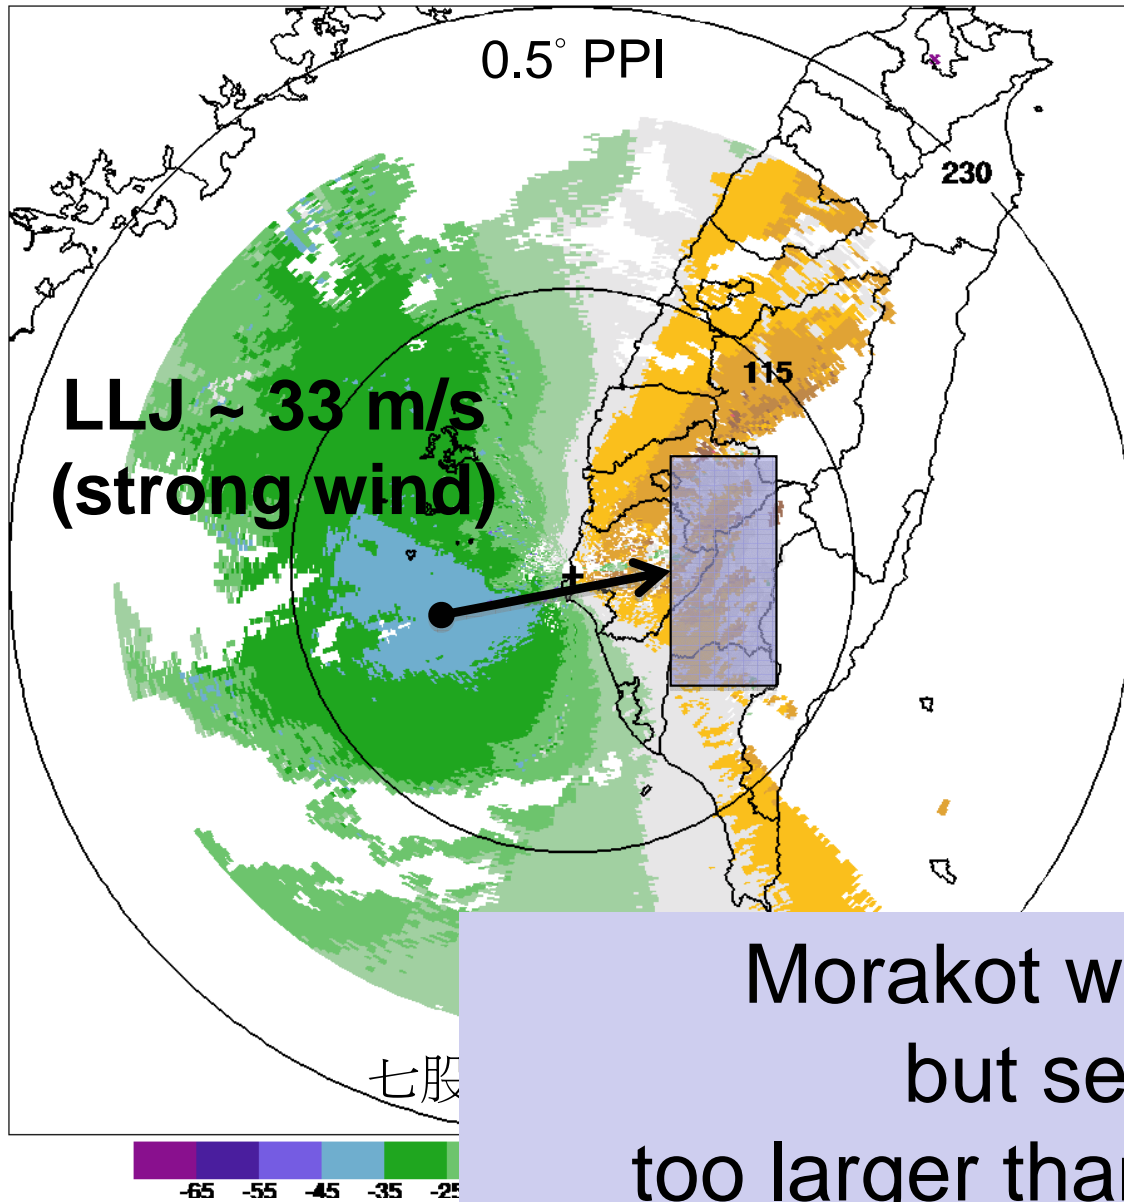 0.5° PPI
230
115
LLJ ~ 33 m/s
(strong wind)
七股
-65 -55 -45 -35 -25
Morakot w
but se
too larger than